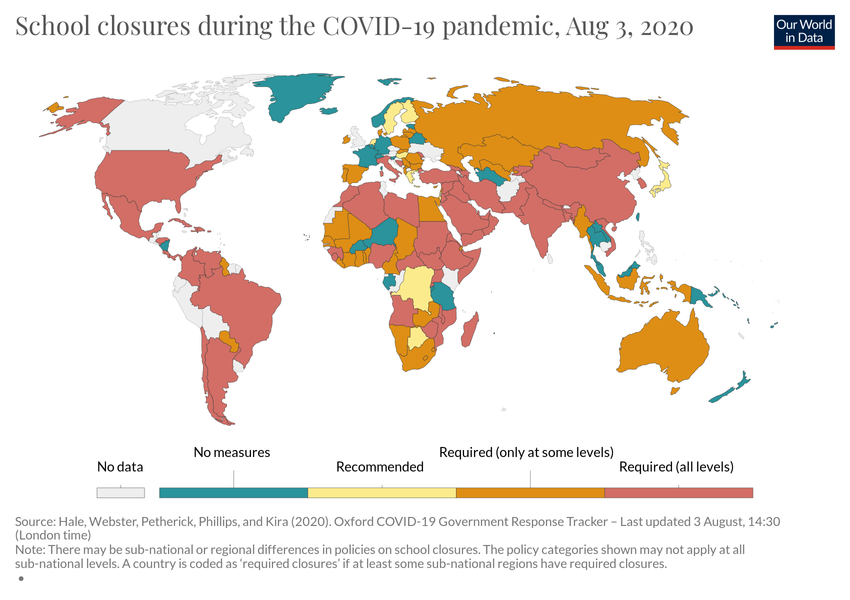 School closures during the COVID-19 pandemic, Aug 3, 2020
Our World
in Data
No data
No measures
Recommended
Required (only at some levels)
Required (all levels)
Source: Hale, Webster, Petherick, Phillips, and Kira (2020). Oxford COVID-19 Government Response Tracker – Last updated 3 August, 14:30
(London time)
Note: There may be sub-national or regional differences in policies on school closures. The policy categories shown may not apply at all
sub-national levels. A country is coded as 'required closures' if at least some sub-national regions have required closures.
•